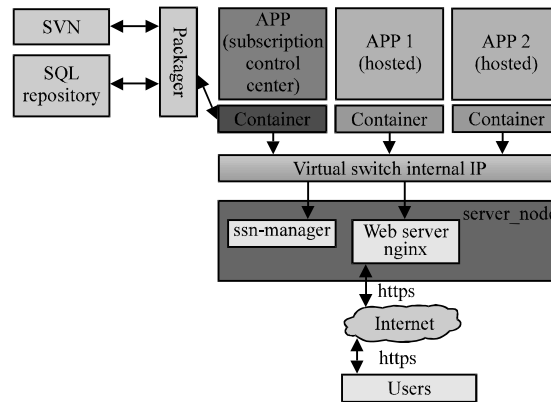 SVN
SQL
repository
Packager
APP
(subscription
control
center)
APP 1
(hosted)
APP 2
(hosted)
Container
Container
Container
Virtual switch internal IP
server_node
ssn-manager
Web server
nginx
https
Internet
https
Users